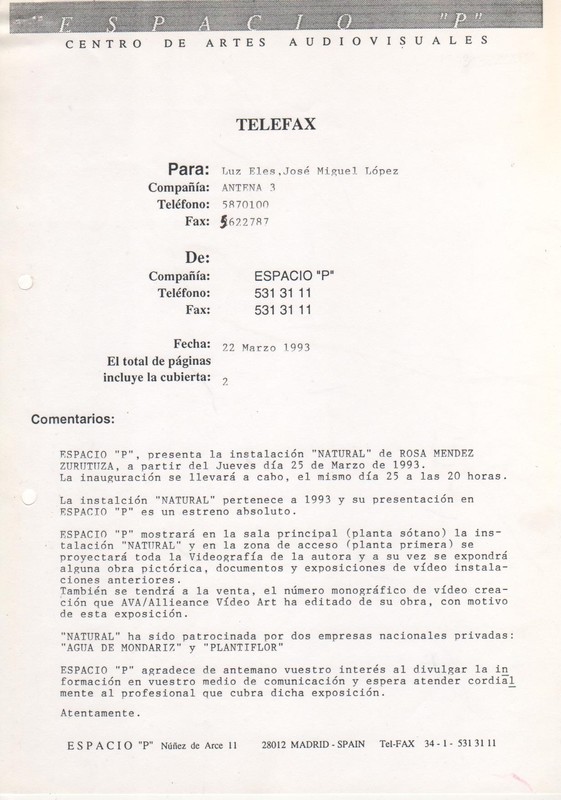 ESPACIO "P"
CENTRO DE ARTES AUDIOVISUALES
TELEFAX
Para: Luz Eles,José Miguel López
Compañía: ANTENA 3
Teléfono: 5870100
Fax: 5622787
De:
Compañía: ESPACIO "P"
Teléfono: 531 31 11
Fax: 531 31 11
Fecha: 22 Marzo 1993
El total de páginas
incluye la cubierta: 2
Comentarios:
ESPACIO "P", presenta la instalación "NATURAL" de ROSA MENDEZ
ZURUTUZA, a partir del Jueves día 25 de Marzo de 1993.
La inauguración se llevará a cabo, el mismo día 25 a las 20 horas.
La instalción "NATURAL" pertenece a 1993 y su presentación en
ESPACIO "P" es un estreno absoluto.
ESPACIO "P" mostrará en la sala principal (planta sótano) la ins-
talación "NATURAL" y en la zona de acceso (planta primera) se
proyectará toda la Videografía de la autora y a su vez se expondrá
alguna obra pictórica, documentos y exposiciones de vídeo instala-
ciones anteriores.
También se tendrá a la venta, el número monográfico de vídeo crea-
ción que AVA/Allieance Vídeo Art ha editado de su obra, con motivo
de esta exposición.
"NATURAL" ha sido patrocinada por dos empresas nacionales privadas:
"AGUA DE MONDARIZ" y "PLANTIFLOR"
ESPACIO "P" agradece de antemano vuestro interés al divulgar la in
formación en vuestro medio de comunicación y espera atender cordial
mente al profesional que cubra dicha exposición.
Atentamente.
ESPACIO "P" Núñez de Arce 11 28012 MADRID - SPAIN Tel-FAX 34 - 1 - 531 31 11